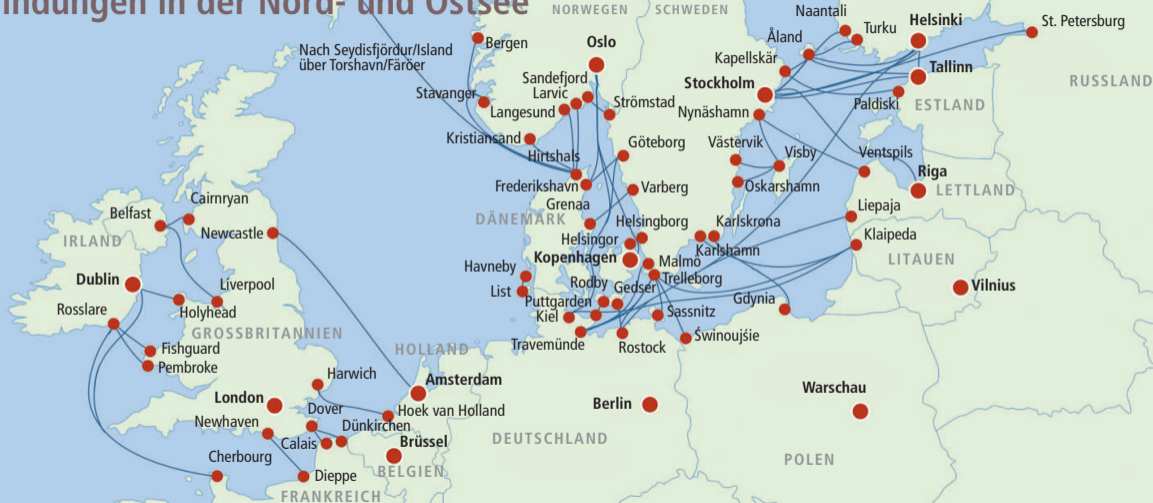 indungen in der Nord- und Ostsee
NORWEGEN
SCHWEDEN
Naantali
Turku
Helsinki
St. Petersburg
Åland
Bergen
Oslo
Nach Seydisfjördur/Island
über Torshavn/Färöer
Kapellskär
Tallinn
RUSSLAND
Sandefjord
Larvic
Stockholm
Stavanger
Langesund
Strömstad
Nynäshamn
Paldiski
ESTLAND
Kristiansand
Göteborg
Västervik
Visby
Ventspils
Hirtshals
Riga
LETTLAND
Frederikshavn
Varberg
Oskarshamn
Cairnryan
Grenaa
Liepaja
Belfast
DÄNEMARK
Helsingborg
Karlskrona
IRLAND
Newcastle
Helsingor
Karlshamn
Klaipeda
Kopenhagen
Malmö
LITAUEN
Havneby
Trelleborg
Dublin
Liverpool
Rodby
Gedser
Vilnius
List
Puttgarden
Gdynia
Rosslare
Holyhead
Kiel
Sassnitz
GROSSBRITANNIEN
Travemünde
Rostock
Świnoujśie
Fishguard
HOLLAND
Pembroke
Harwich
Amsterdam
Warschau
London
Berlin
Dover
Hoek van Holland
Newhaven
Dünkirchen
Calais
Brüssel
DEUTSCHLAND
Cherbourg
BELGIEN
POLEN
Dieppe
FRANKREICH